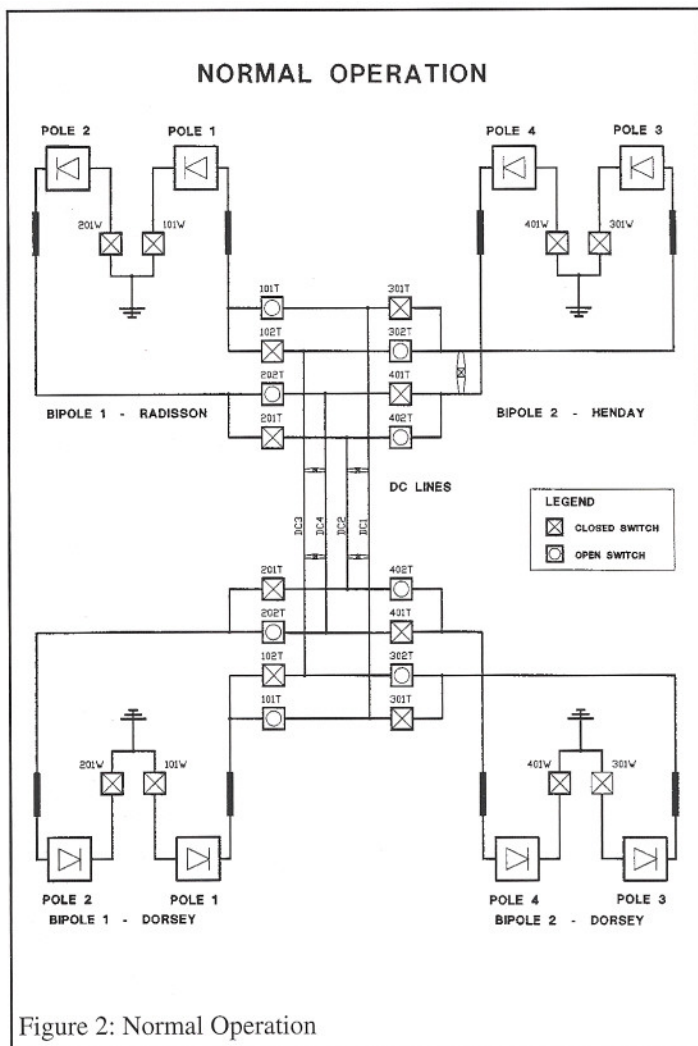 NORMAL OPERATION
POLE 2 POLE 1 POLE 4 POLE 3
201W 101W 401W 301W
101T 301T
102T 302T
202T 401T
201T 402T
BIPOLE 1 - RADISSON BIPOLE 2 - HENDAY
DC LINES
DC3 DC4 DC2 DC1
LEGEND
CLOSED SWITCH
OPEN SWITCH
201T 402T
202T 401T
102T 302T
101T 301T
201W 101W 401W 301W
POLE 2 POLE 1 POLE 4 POLE 3
BIPOLE 1 - DORSEY BIPOLE 2 - DORSEY
Figure 2: Normal Operation